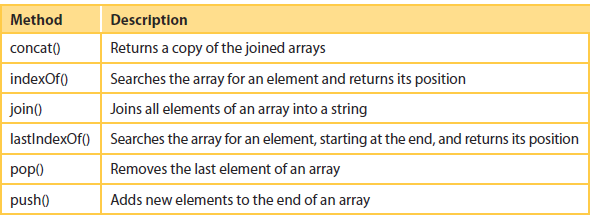 Method Description
concat() Returns a copy of the joined arrays
indexOf() Searches the array for an element and returns its position
join() Joins all elements of an array into a string
lastIndexOf() Searches the array for an element, starting at the end, and returns its position
pop() Removes the last element of an array
push() Adds new elements to the end of an array